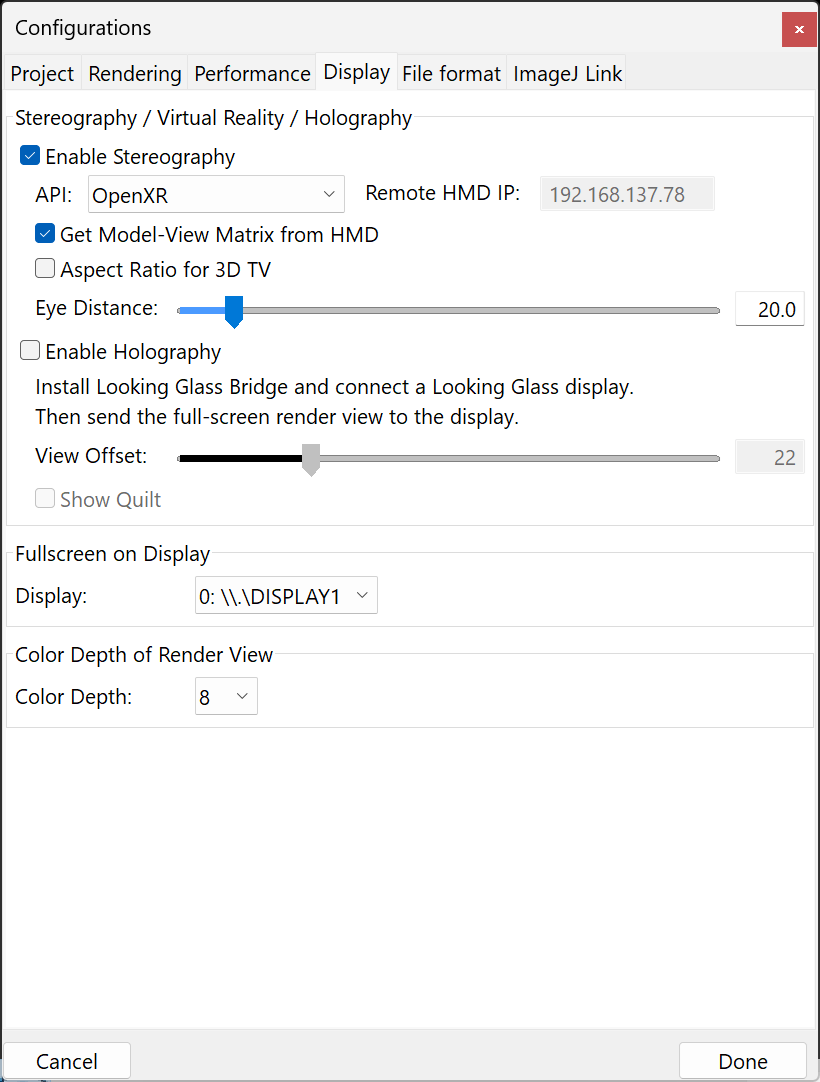 Configurations
Project Rendering Performance Display File format ImageJ Link
Stereography / Virtual Reality / Holography
Enable Stereography
API: OpenXR Remote HMD IP: 192.168.137.78
Get Model-View Matrix from HMD
Aspect Ratio for 3D TV
Eye Distance: 20.0
Enable Holography
Install Looking Glass Bridge and connect a Looking Glass display.
Then send the full-screen render view to the display.
View Offset: 22
Show Quilt
Fullscreen on Display
Display: 0: \\.\DISPLAY1
Color Depth of Render View
Color Depth: 8
Cancel Done